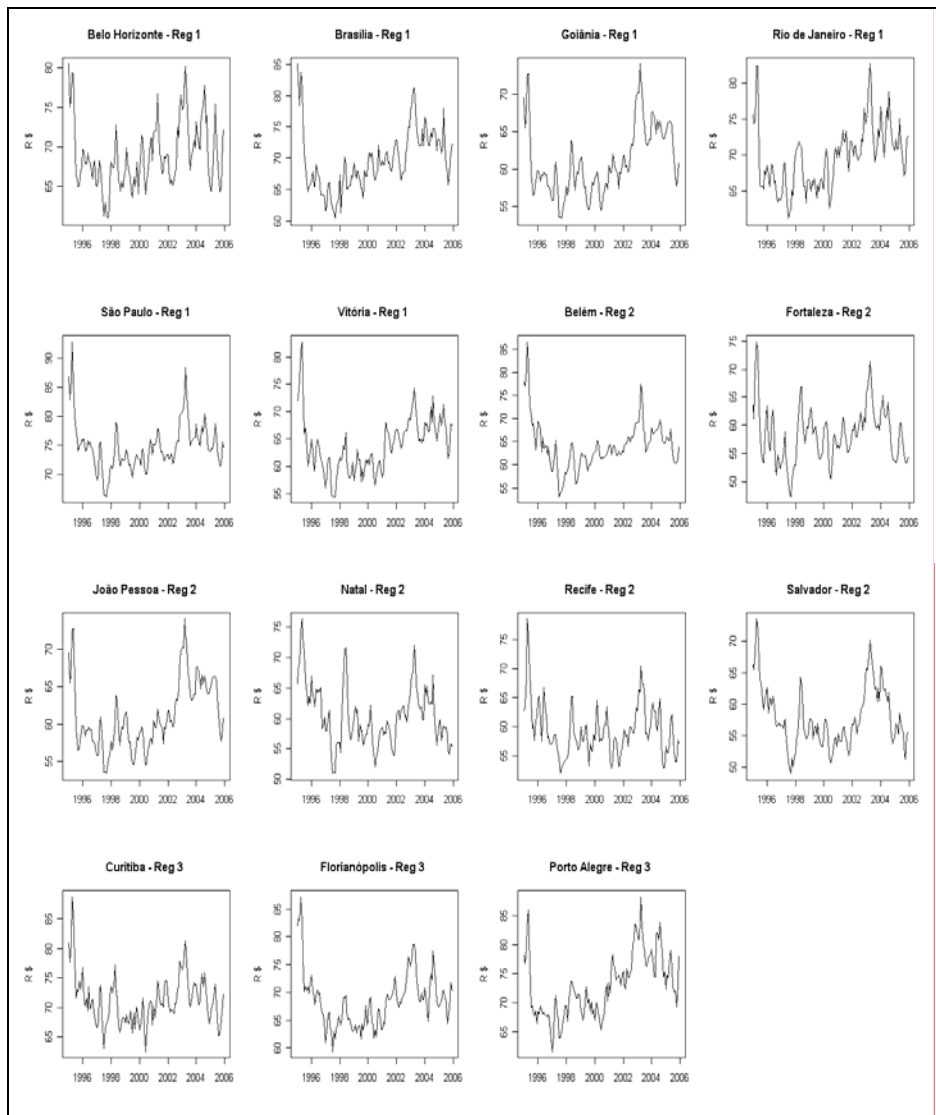 Belo Horizonte - Reg 1
R $
80
75
70
65
1996 1998 2000 2002 2004 2006
Brasilia - Reg 1
R $
85
80
75
70
65
60
1996 1998 2000 2002 2004 2006
Goiânia - Reg 1
R $
70
65
60
55
1996 1998 2000 2002 2004 2006
Rio de Janeiro - Reg 1
R $
80
75
70
65
1996 1998 2000 2002 2004 2006
São Paulo - Reg 1
R $
90
85
80
75
70
1996 1998 2000 2002 2004 2006
Vitória - Reg 1
R $
80
75
70
65
60
55
1996 1998 2000 2002 2004 2006
Belém - Reg 2
R $
85
80
75
70
65
60
55
1996 1998 2000 2002 2004 2006
Fortaleza - Reg 2
R $
75
70
65
60
55
50
1996 1998 2000 2002 2004 2006
João Pessoa - Reg 2
R $
70
65
60
55
1996 1998 2000 2002 2004 2006
Natal - Reg 2
R $
75
70
65
60
55
50
1996 1998 2000 2002 2004 2006
Recife - Reg 2
R $
75
70
65
60
55
1996 1998 2000 2002 2004 2006
Salvador - Reg 2
R $
70
65
60
55
50
1996 1998 2000 2002 2004 2006
Curitiba - Reg 3
R $
85
80
75
70
65
1996 1998 2000 2002 2004 2006
Florianópolis - Reg 3
R $
85
80
75
70
65
60
1996 1998 2000 2002 2004 2006
Porto Alegre - Reg 3
R $
85
80
75
70
65
1996 1998 2000 2002 2004 2006